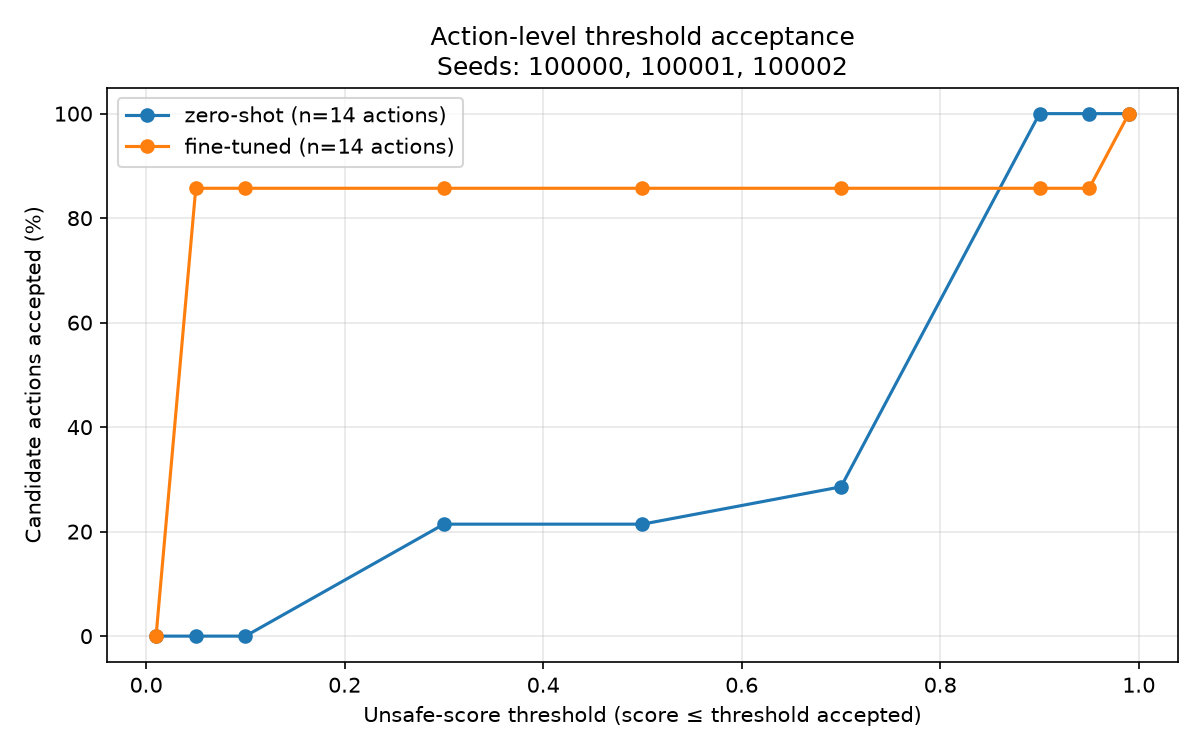 Action-level threshold acceptance
Seeds: 100000, 100001, 100002
zero-shot (n=14 actions)
fine-tuned (n=14 actions)
Candidate actions accepted (%)
100
80
60
40
20
0
0.0 0.2 0.4 0.6 0.8 1.0
Unsafe-score threshold (score ≤ threshold accepted)